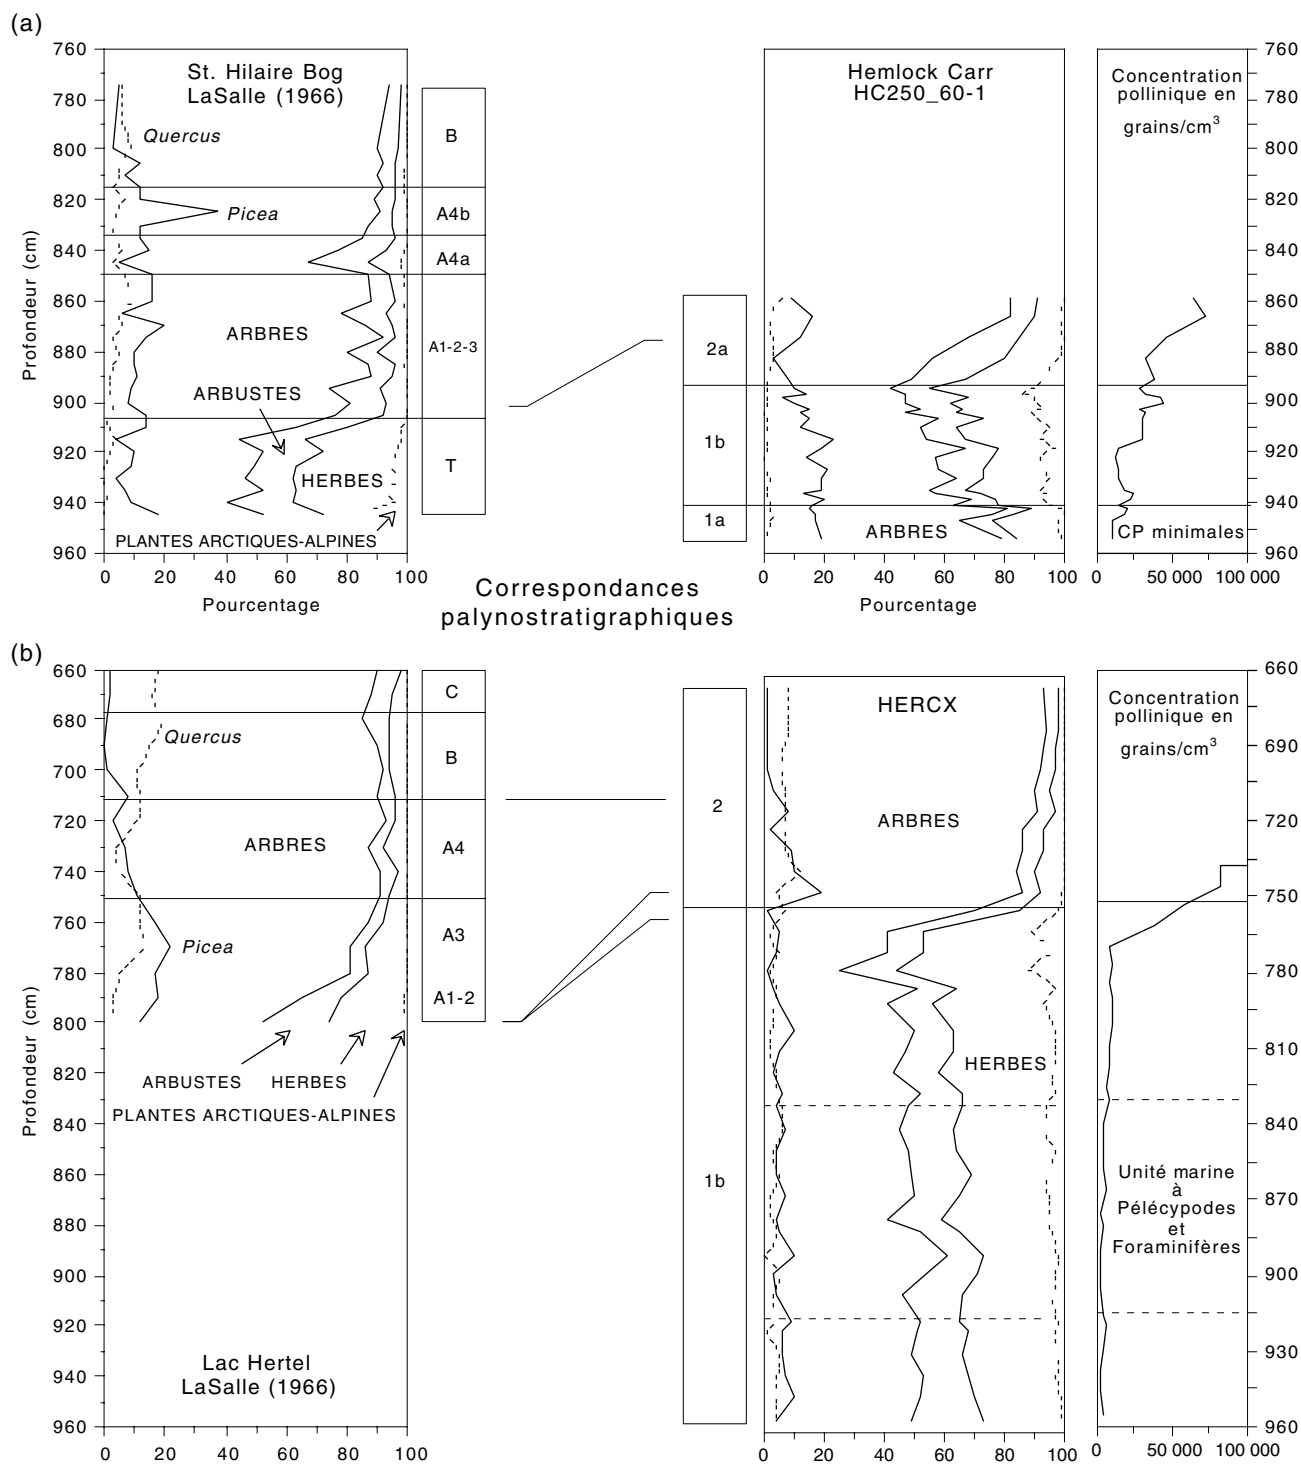 (a)
St. Hilaire Bog
LaSalle (1966)
Quercus
Picea
ARBRES
ARBUSTES
HERBES
PLANTES ARCTIQUES-ALPINES
Profondeur (cm)
760
780
800
820
840
860
880
900
920
940
960
0 20 40 60 80 100
Pourcentage
B
A4b
A4a
A1-2-3
T
Correspondances
palynostratigraphiques
2a
1b
1a
Hemlock Carr
HC250_60-1
ARBRES
0 20 40 60 80 100
Pourcentage
Concentration
pollinique en
grains/cm³
CP minimales
0 50 000 100 000
760
780
800
820
840
860
880
900
920
940
960
(b)
Profondeur (cm)
660
680
700
720
740
760
780
800
820
840
860
880
900
920
940
960
Quercus
ARBRES
Picea
ARBUSTES HERBES
PLANTES ARCTIQUES-ALPINES
Lac Hertel
LaSalle (1966)
0 20 40 60 80 100
C
B
A4
A3
A1-2
2
1b
HERCX
ARBRES
HERBES
0 20 40 60 80 100
Concentration
pollinique en
grains/cm³
Unité marine
à
Pélécypodes
et
Foraminifères
0 50 000 100 000
660
690
720
750
780
810
840
870
900
930
960